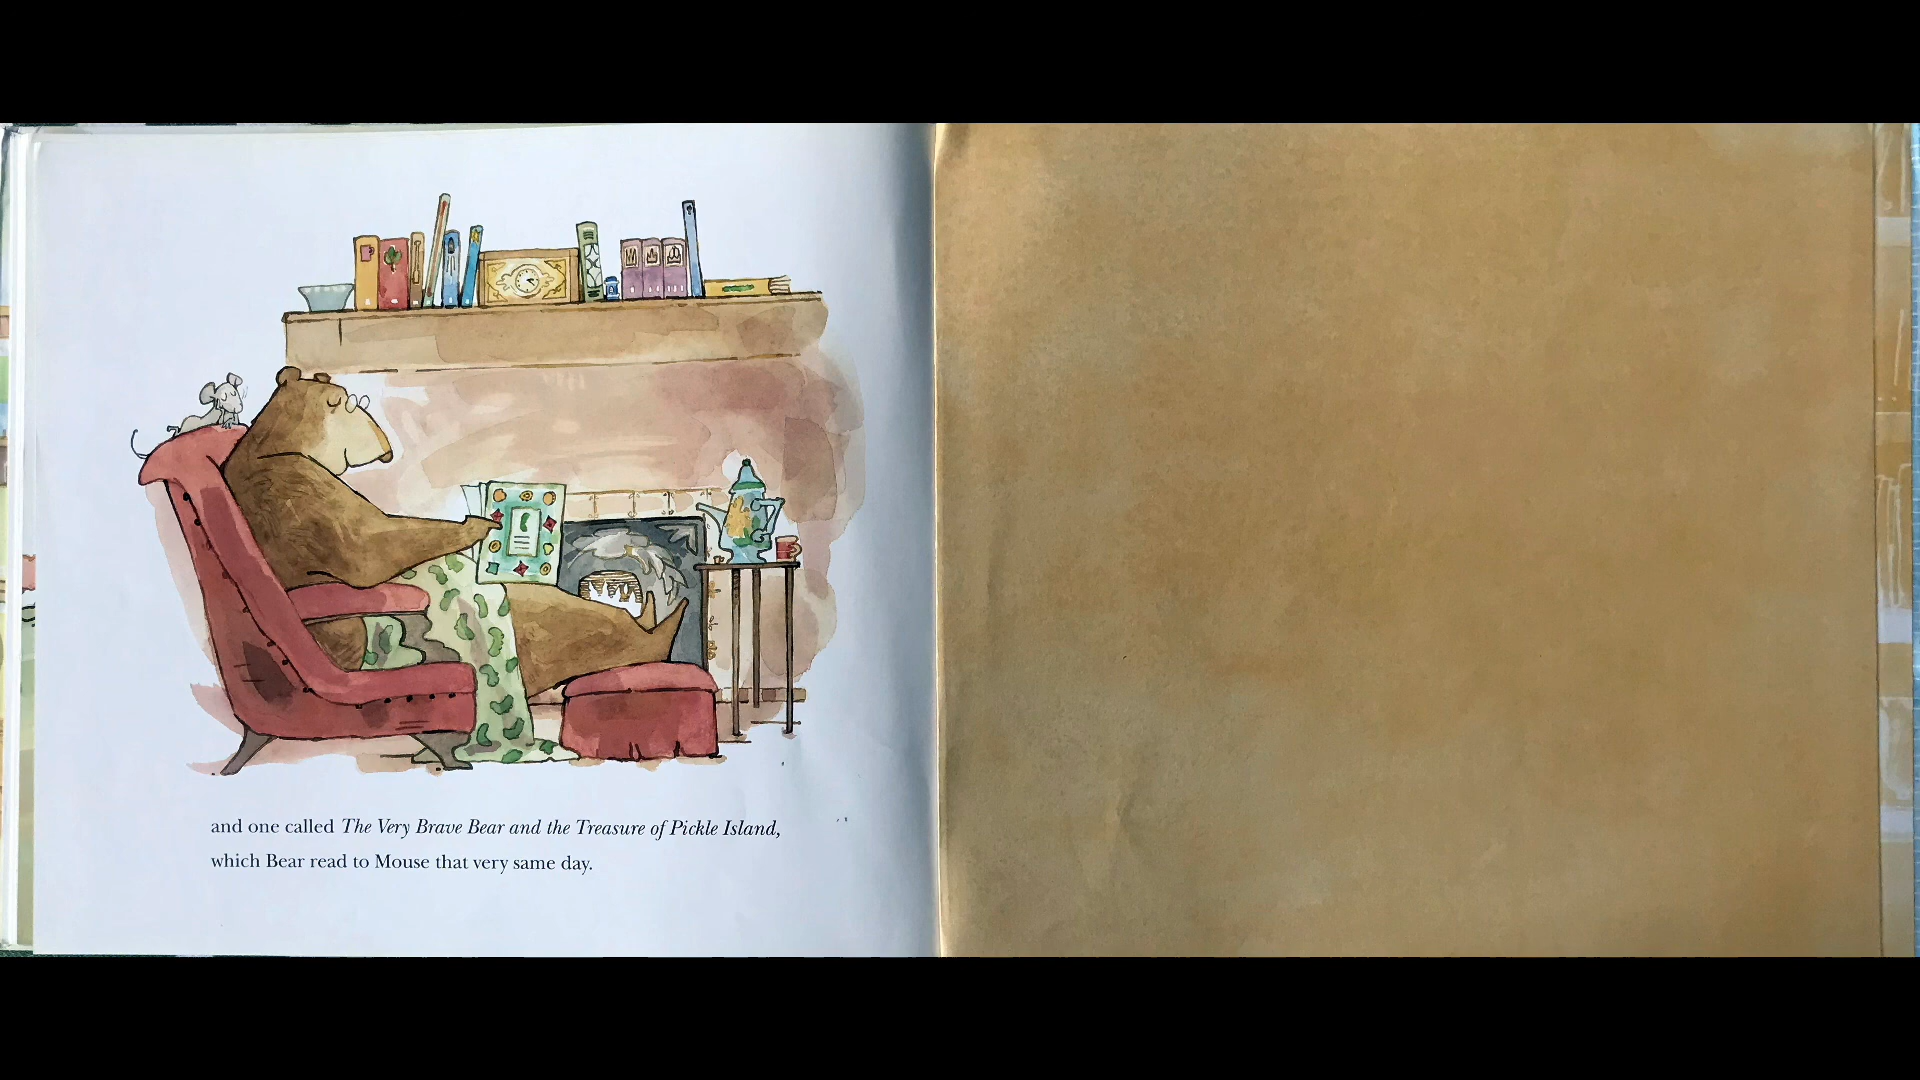 and one called The Very Brave Bear and the Treasure of Pickle Island,
which Bear read to Mouse that very same day.